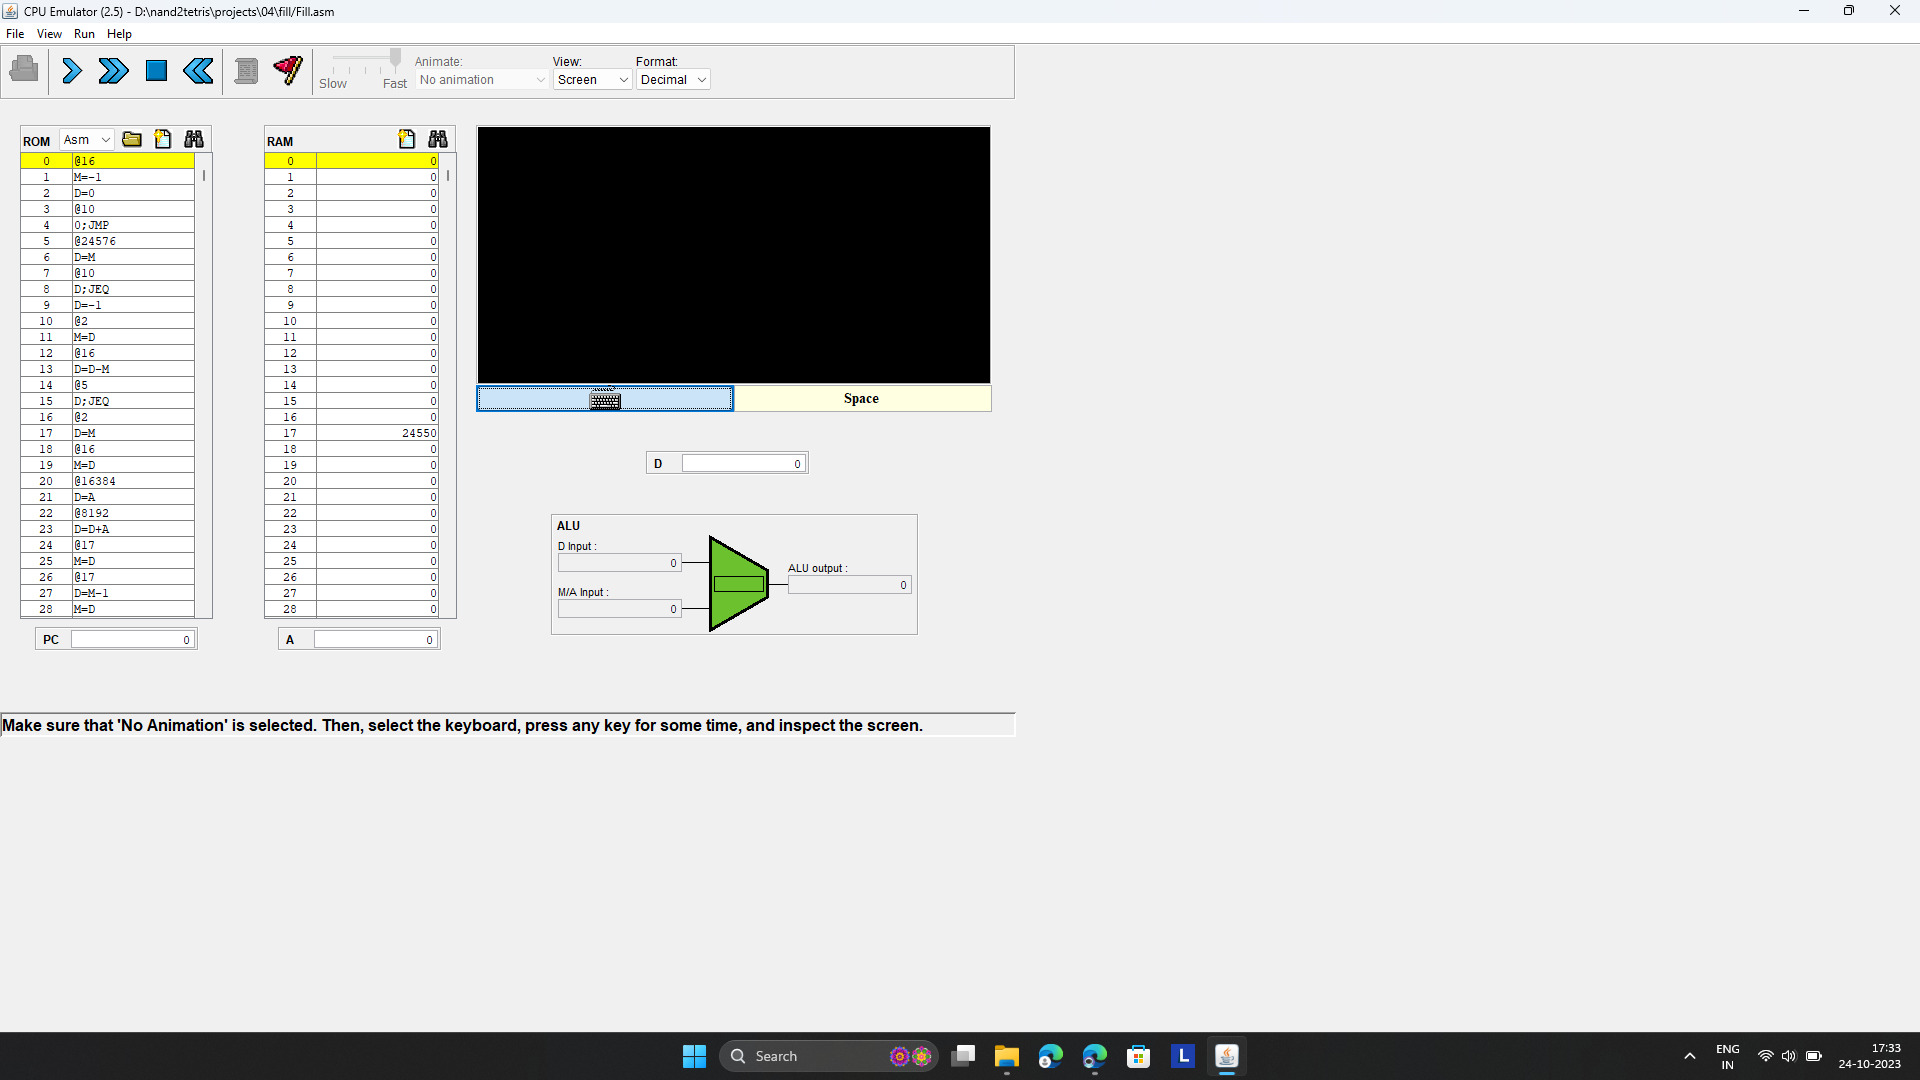 CPU Emulator (2.5) - D:\nand2tetris\projects\04\fill/Fill.asm
File View Run Help
Slow Fast
Animate:
No animation
View:
Screen
Format:
Decimal
ROM Asm
0 @16
1 M=-1
2 D=0
3 @10
4 0;JMP
5 @24576
6 D=M
7 @10
8 D;JEQ
9 D=-1
10 @2
11 M=D
12 @16
13 D=D-M
14 @5
15 D;JEQ
16 @2
17 D=M
18 @16
19 M=D
20 @16384
21 D=A
22 @8192
23 D=D+A
24 @17
25 M=D
26 @17
27 D=M-1
28 M=D
PC 0
RAM
0 0
1 0
2 0
3 0
4 0
5 0
6 0
7 0
8 0
9 0
10 0
11 0
12 0
13 0
14 0
15 0
16 0
17 24550
18 0
19 0
20 0
21 0
22 0
23 0
24 0
25 0
26 0
27 0
28 0
A 0
Space
D 0
ALU
D Input :
0
M/A Input :
0
ALU output :
0
Make sure that 'No Animation' is selected. Then, select the keyboard, press any key for some time, and inspect the screen.
Search
L
ENG
IN
17:33
24-10-2023